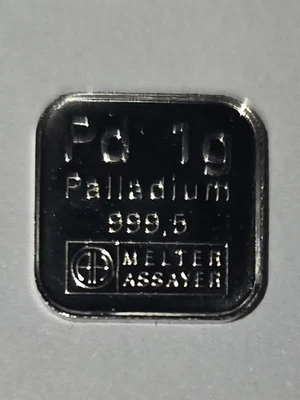 Pd 1g
Palladium
999,5
MELTER
ASSAYER